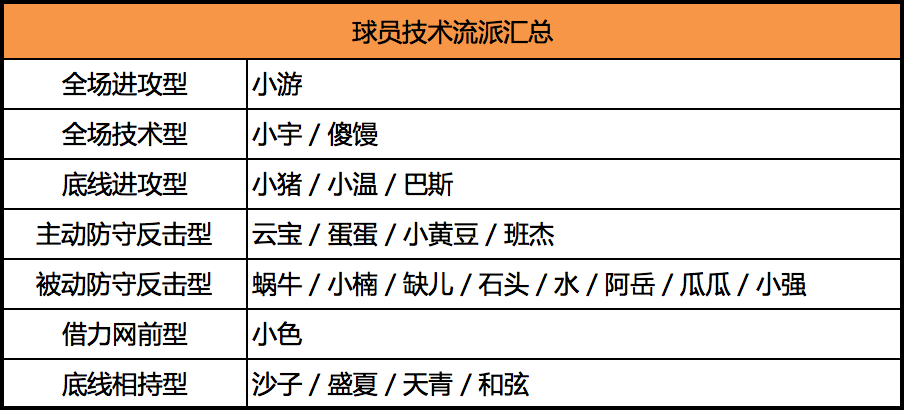 球员技术流派汇总
全场进攻型 小游
全场技术型 小宇 / 傻馒
底线进攻型 小猪 / 小温 / 巴斯
主动防守反击型 云宝 / 蛋蛋 / 小黄豆 / 班杰
被动防守反击型 蜗牛 / 小楠 / 缺儿 / 石头 / 水 / 阿岳 / 瓜瓜 / 小强
借力网前型 小色
底线相持型 沙子 / 盛夏 / 天青 / 和弦